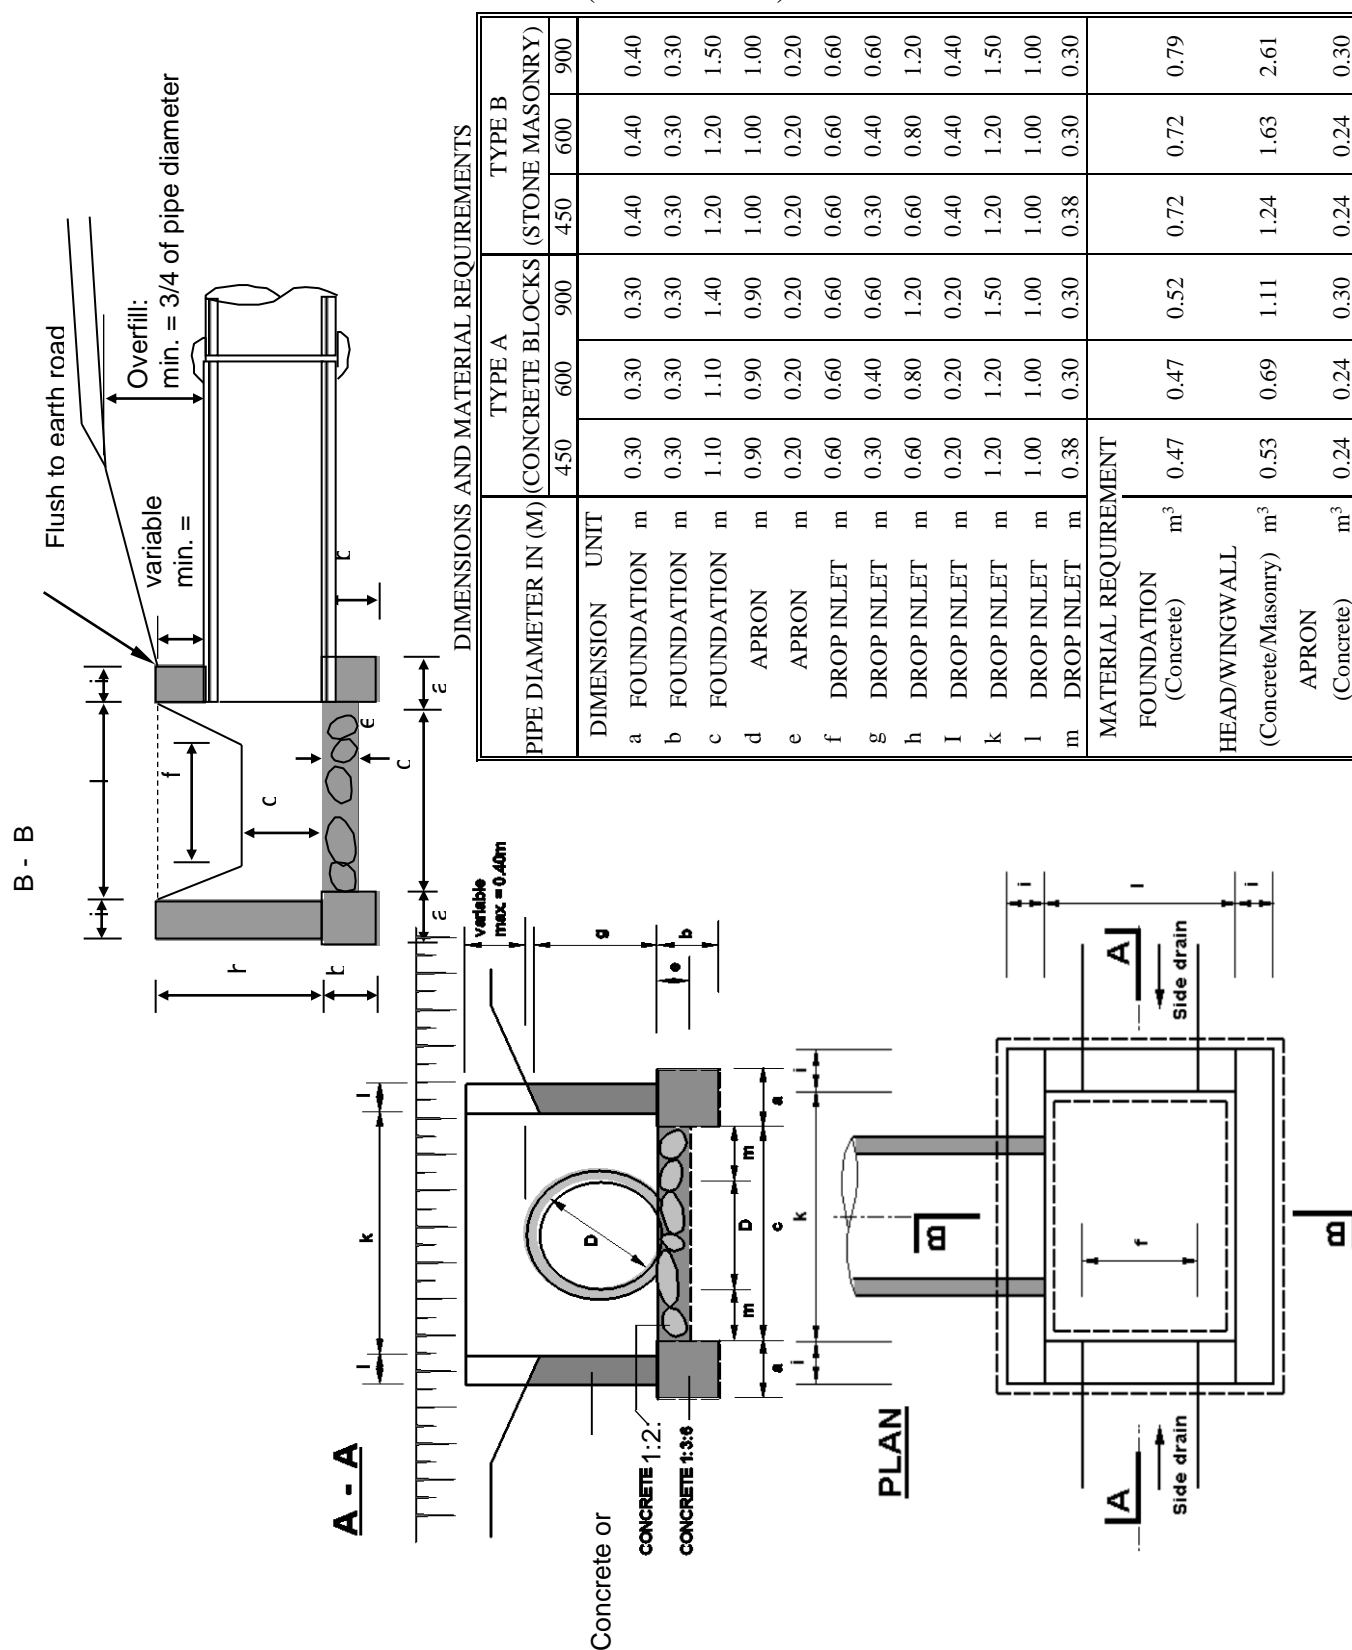 B - B
Flush to earth road
variable
min. =
Overfill:
min. = 3/4 of pipe diameter
f
e
a
a
A - A
variable
max. = 0.40m
l
k
l
g
b
e
D
m
D
m
a
c
a
Concrete or
CONCRETE 1:2:
CONCRETE 1:3:6
PLAN
i
k
i
i
l
i
f
A
A
B
B
Side drain
Side drain
DIMENSIONS AND MATERIAL REQUIREMENTS
PIPE DIAMETER IN (M) TYPE A (CONCRETE BLOCKS TYPE B (STONE MASONRY)
450 600 900 450 600 900
DIMENSION UNIT
a FOUNDATION m 0.30 0.30 0.30 0.40 0.40 0.40
b FOUNDATION m 0.30 0.30 0.30 0.30 0.30 0.30
c FOUNDATION m 1.10 1.10 1.40 1.20 1.20 1.50
d APRON m 0.90 0.90 0.90 1.00 1.00 1.00
e APRON m 0.20 0.20 0.20 0.20 0.20 0.20
f DROP INLET m 0.60 0.60 0.60 0.60 0.60 0.60
g DROP INLET m 0.30 0.40 0.60 0.30 0.40 0.60
h DROP INLET m 0.60 0.80 1.20 0.60 0.80 1.20
I DROP INLET m 0.20 0.20 0.20 0.40 0.40 0.40
k DROP INLET m 1.20 1.20 1.50 1.20 1.20 1.50
l DROP INLET m 1.00 1.00 1.00 1.00 1.00 1.00
m DROP INLET m 0.38 0.30 0.30 0.38 0.30 0.30
MATERIAL REQUIREMENT
FOUNDATION
(Concrete) m³ 0.47 0.47 0.52 0.72 0.72 0.79
HEAD/WINGWALL
(Concrete/Masonry) m³ 0.53 0.69 1.11 1.24 1.63 2.61
APRON
(Concrete) m³ 0.24 0.24 0.30 0.24 0.24 0.30